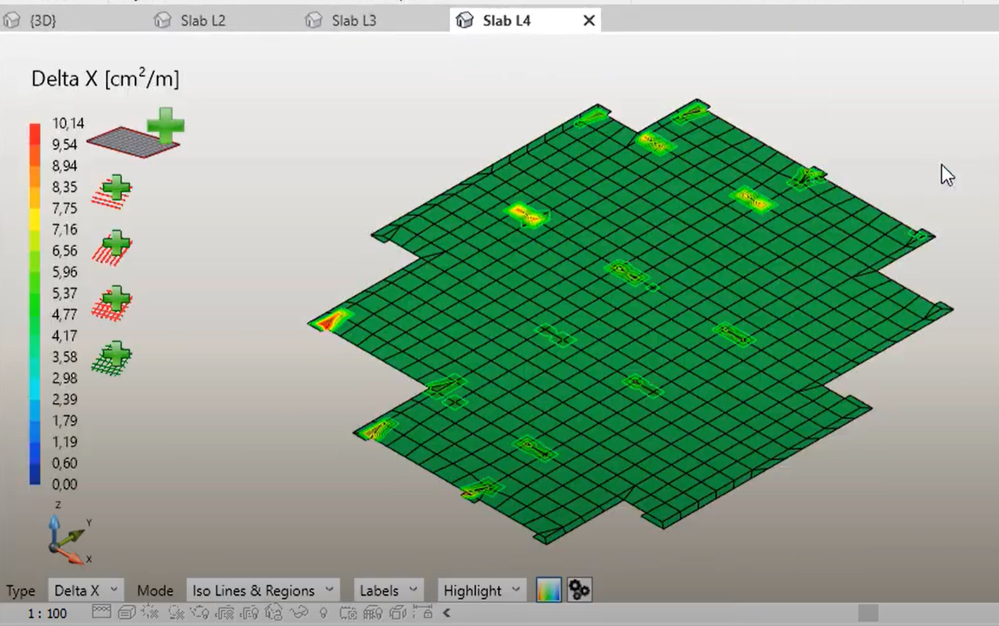 {3D} Slab L2 Slab L3 Slab L4
Delta X [cm²/m]
10,14
9,54
8,94
8,35
7,75
7,16
6,56
5,96
5,37
4,77
4,17
3,58
2,98
2,39
1,79
1,19
0,60
0,00
Z
Y
X
Type Delta X Mode Iso Lines & Regions Labels Highlight
1 : 100